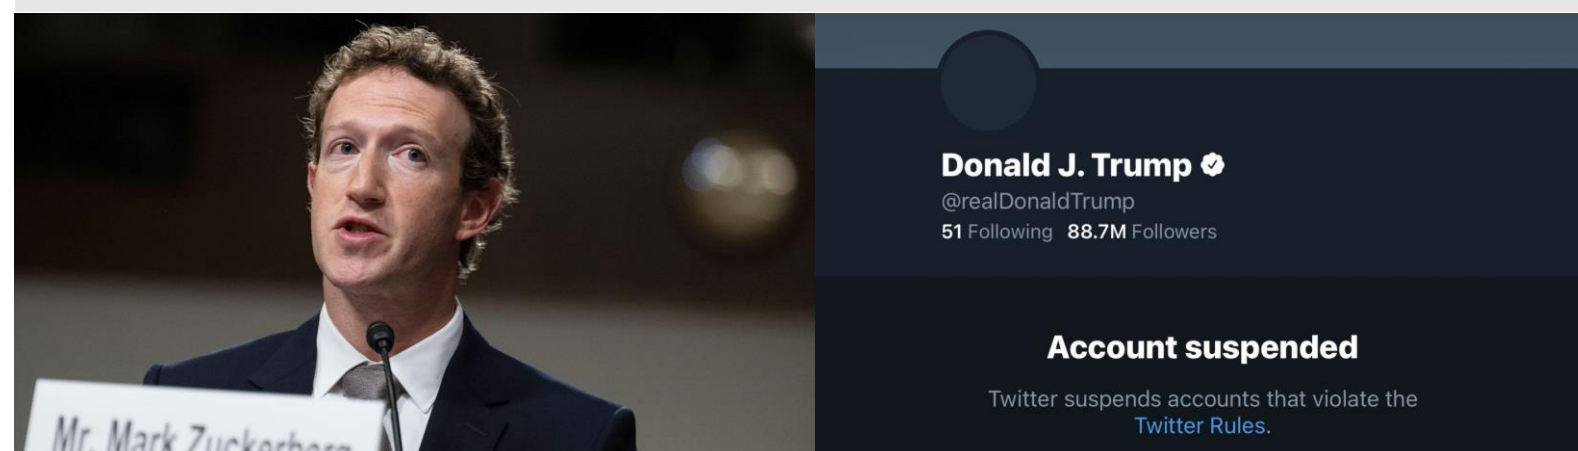 Mr. Mark Zuckerberg
Donald J. Trump
@realDonaldTrump
51 Following 88.7M Followers
Account suspended
Twitter suspends accounts that violate the
Twitter Rules.